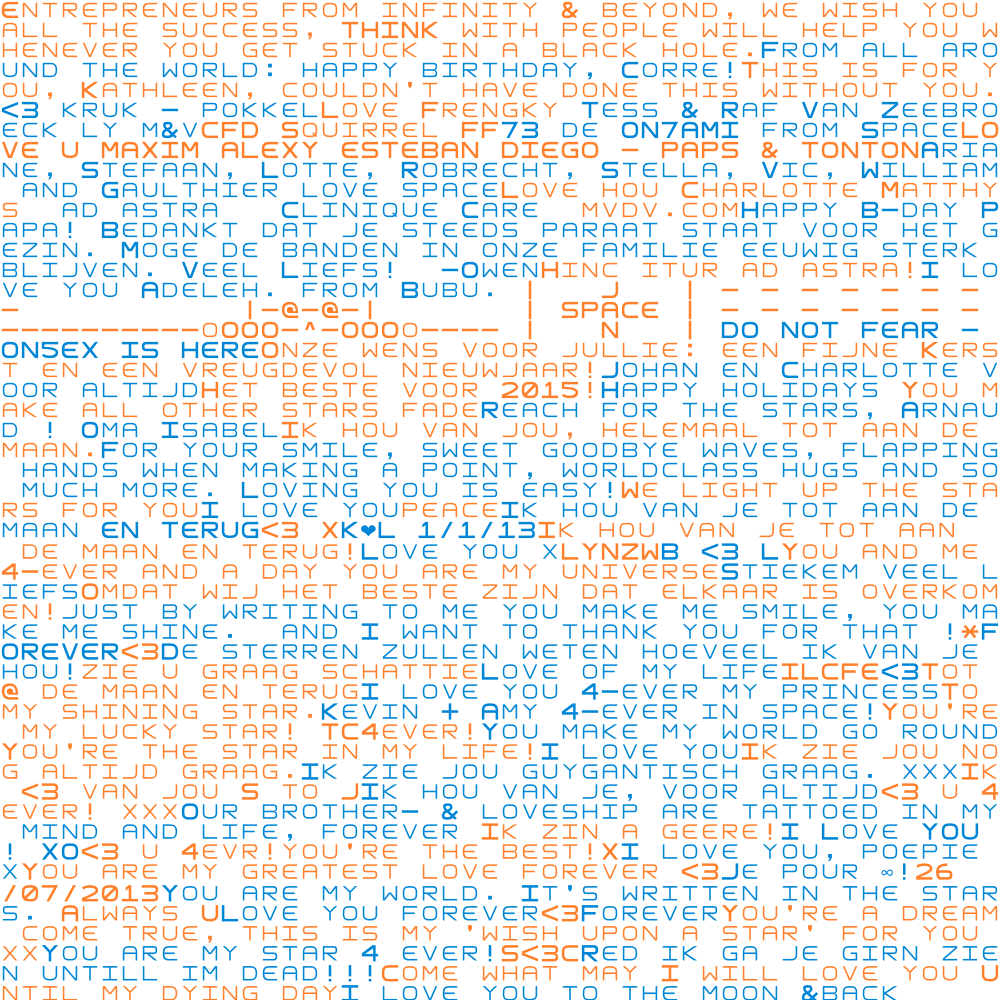 ENTREPRENEURS FROM INFINITY & BEYOND, WE WISH YOU
ALL THE SUCCESS, THINK WITH PEOPLE WILL HELP YOU W
HENEVER YOU GET STUCK IN A BLACK HOLE.FROM ALL ARO
UND THE WORLD: HAPPY BIRTHDAY, CORRE!THIS IS FOR Y
OU, KATHLEEN, COULDN'T HAVE DONE THIS WITHOUT YOU.
<3 KRUK - POKKELLOVE FRENGKY TESS & RAF VAN ZEEBRO
ECK LY M&VCFD SQUIRREL FF73 DE ON7AMI FROM SPACELO
VE U MAXIM ALEXY ESTEBAN DIEGO - PAPS & TONTONARIA
NE, STEFAAN, LOTTE, ROBRECHT, STELLA, VIC, WILLIAM
AND GAULTHIER LOVE SPACELOVE HOU CHARLOTTE MATTHY
S  AD ASTRA   CLINIQUE CARE  MVDV.COMHAPPY B-DAY P
APA! BEDANKT DAT JE STEEDS PARAAT STAAT VOOR HET G
EZIN. MOGE DE BANDEN IN ONZE FAMILIE EEUWIG STERK
BLIJVEN. VEEL LIEFS!  -OWENHINC ITUR AD ASTRA!I LO
VE YOU ADELEH. FROM BUBU. |   J   | - - - - - - -
-           |-@-@-|       | SPACE | - - - - - - -
----------OOOO-^-OOOO---- |   N   | DO NOT FEAR -
ON5EX IS HEREONZE WENS VOOR JULLIE: EEN FIJNE KERS
T EN EEN VREUGDEVOL NIEUWJAAR!JOHAN EN CHARLOTTE V
OOR ALTIJDHET BESTE VOOR 2015!HAPPY HOLIDAYS YOU M
AKE ALL OTHER STARS FADEREACH FOR THE STARS, ARNAU
D ! OMA ISABELIK HOU VAN JOU, HELEMAAL TOT AAN DE
MAAN.FOR YOUR SMILE, SWEET GOODBYE WAVES, FLAPPING
HANDS WHEN MAKING A POINT, WORLDCLASS HUGS AND SO
MUCH MORE. LOVING YOU IS EASY!WE LIGHT UP THE STA
RS FOR YOUI LOVE YOUPEACEIK HOU VAN JE TOT AAN DE
MAAN EN TERUG<3 XK❤L 1/1/13IK HOU VAN JE TOT AAN
DE MAAN EN TERUG!LOVE YOU XLYNZWB <3 LYOU AND ME
4-EVER AND A DAY YOU ARE MY UNIVERSESTIEKEM VEEL L
IEFSOMDAT WIJ HET BESTE ZIJN DAT ELKAAR IS OVERKOM
EN!JUST BY WRITING TO ME YOU MAKE ME SMILE, YOU MA
KE ME SHINE.  AND I WANT TO THANK YOU FOR THAT !*F
OREVER<3DE STERREN ZULLEN WETEN HOEVEEL IK VAN JE
HOU!ZIE U GRAAG SCHATTIELOVE OF MY LIFEILCFE<3TOT
@ DE MAAN EN TERUGI LOVE YOU 4-EVER MY PRINCESSTO
MY SHINING STAR.KEVIN + AMY 4-EVER IN SPACE!YOU'RE
MY LUCKY STAR! TC4EVER!YOU MAKE MY WORLD GO ROUND
YOU'RE THE STAR IN MY LIFE!I LOVE YOUIK ZIE JOU NO
G ALTIJD GRAAG.IK ZIE JOU GUYGANTISCH GRAAG. XXXIK
<3 VAN JOU S TO JIK HOU VAN JE, VOOR ALTIJD<3 U 4
EVER! XXXOUR BROTHER- & LOVESHIP ARE TATTOED IN MY
MIND AND LIFE, FOREVER IK ZIN A GEERE!I LOVE YOU
! XO<3 U 4EVR!YOU'RE THE BEST!XI LOVE YOU, POEPIE
XYOU ARE MY GREATEST LOVE FOREVER <3JE POUR ∞!26
/07/2013YOU ARE MY WORLD. IT'S WRITTEN IN THE STAR
S. ALWAYS ULOVE YOU FOREVER<3FOREVERYOU'RE A DREAM
COME TRUE, THIS IS MY 'WISH UPON A STAR' FOR YOU
XXYOU ARE MY STAR 4 EVER!S<3CRED IK GA JE GIRN ZIE
N UNTILL IM DEAD!!!COME WHAT MAY I WILL LOVE YOU U
NTIL MY DYING DAYI LOVE YOU TO THE MOON &BACK